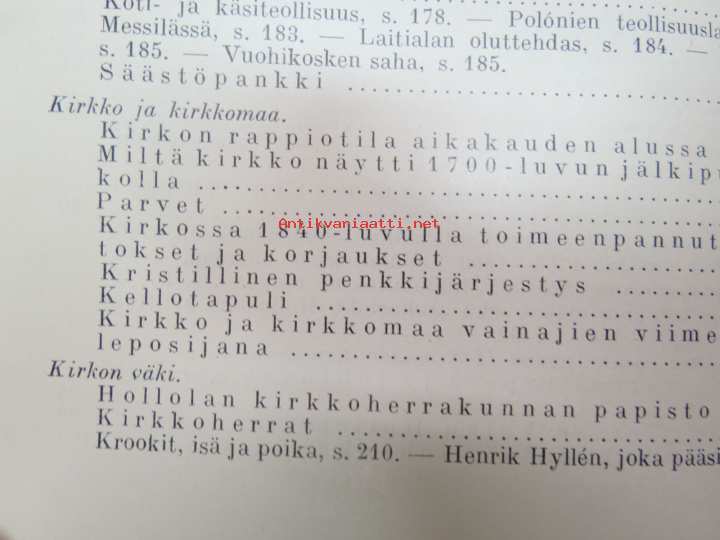 Koti- ja käsiteollisuus, s. 178. — Polónien teollisuusla
Messilässä, s. 183. — Laitialan oluttehdas, s. 184. —
s. 185. — Vuohikosken saha, s. 185.
Säästöpankki ........................
Kirkko ja kirkkomaa.
Kirkon rappiotila aikakauden alussa
Miltä kirkko näytti 1700-luvun jälkipu
kolla ........................
Parvet ........................
Antikvariaatti.net
Kirkossa 1840-luvulla toimeenpannut
tokset ja korjaukset ........................
Kristillinen penkkijärjestys ............
Kellotapuli ........................
Kirkko ja kirkkomaa vainajien viime
leposijana ........................
Kirkon väki.
Hollolan kirkkoherrakunnan papisto
Kirkkoherrat ........................
Krookit, isä ja poika, s. 210. — Henrik Hyllén, joka pääsi